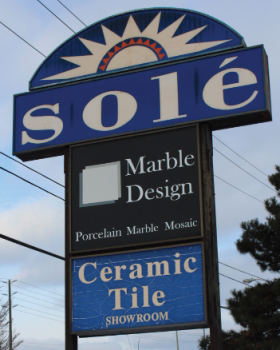 solé
Marble
Design
Porcelain Marble Mosaic
Ceramic
Tile
SHOWROOM